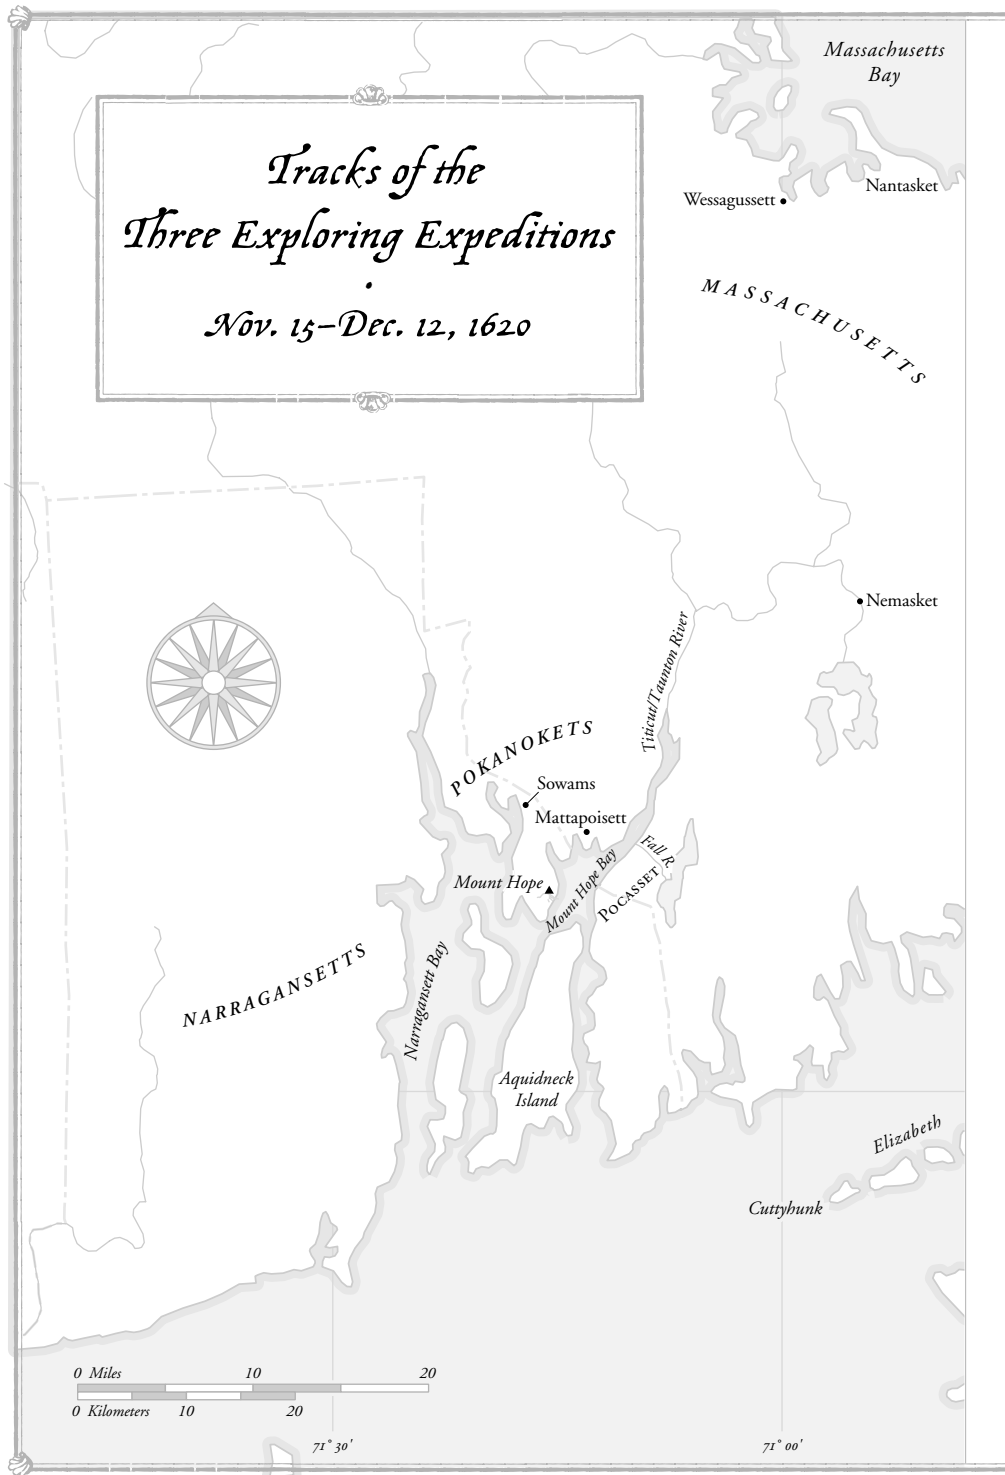 Massachusetts
Bay
Tracks of the
Three Exploring Expeditions
•
Nov. 15–Dec. 12, 1620
Nantasket
Wessagussett
MASSACHUSETTS
Nemasket
Titicut/Taunton River
POKANOKETS
Sowams
Mattapoisett
Fall R.
Mount Hope
Mount Hope Bay
POCASSET
NARRAGANSETTS
Narragansett Bay
Aquidneck
Island
Elizabeth
Cuttyhunk
0 Miles 10 20
0 Kilometers 10 20
71° 30' 71° 00'